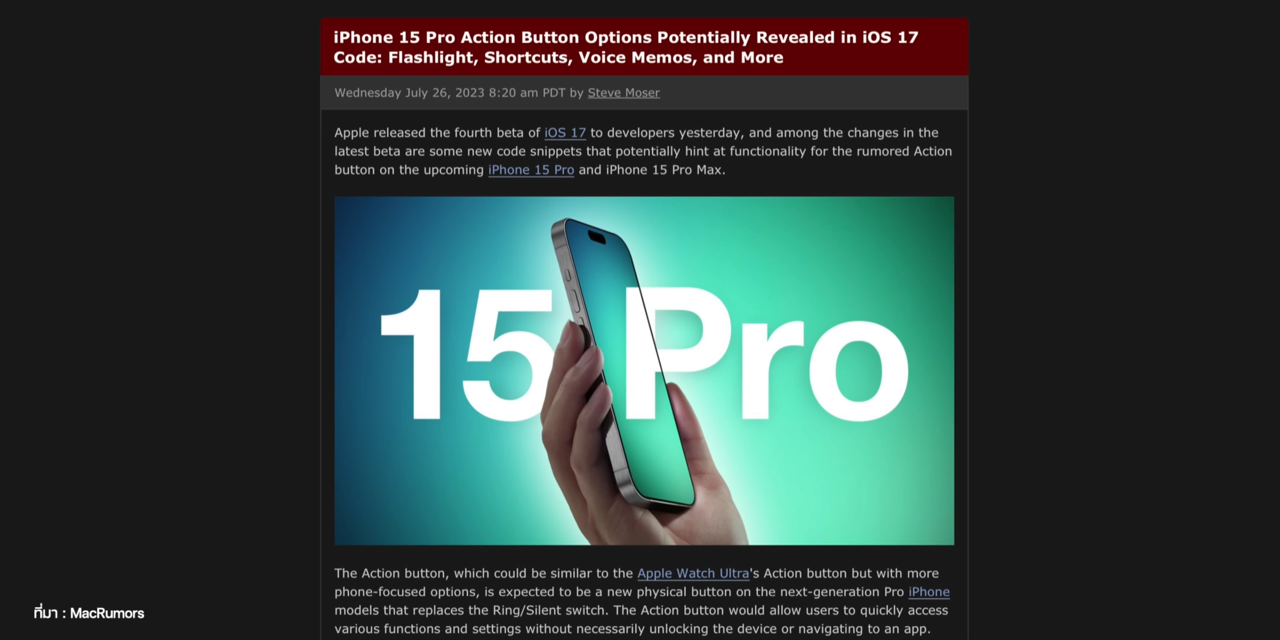 iPhone 15 Pro Action Button Options Potentially Revealed in iOS 17
Code: Flashlight, Shortcuts, Voice Memos, and More
Wednesday July 26, 2023 8:20 am PDT by Steve Moser
Apple released the fourth beta of iOS 17 to developers yesterday, and among the changes in the
latest beta are some new code snippets that potentially hint at functionality for the rumored Action
button on the upcoming iPhone 15 Pro and iPhone 15 Pro Max.
15 Pro
The Action button, which could be similar to the Apple Watch Ultra's Action button but with more
phone-focused options, is expected to be a new physical button on the next-generation Pro iPhone
models that replaces the Ring/Silent switch. The Action button would allow users to quickly access
various functions and settings without necessarily unlocking the device or navigating to an app.
ที่มา : MacRumors